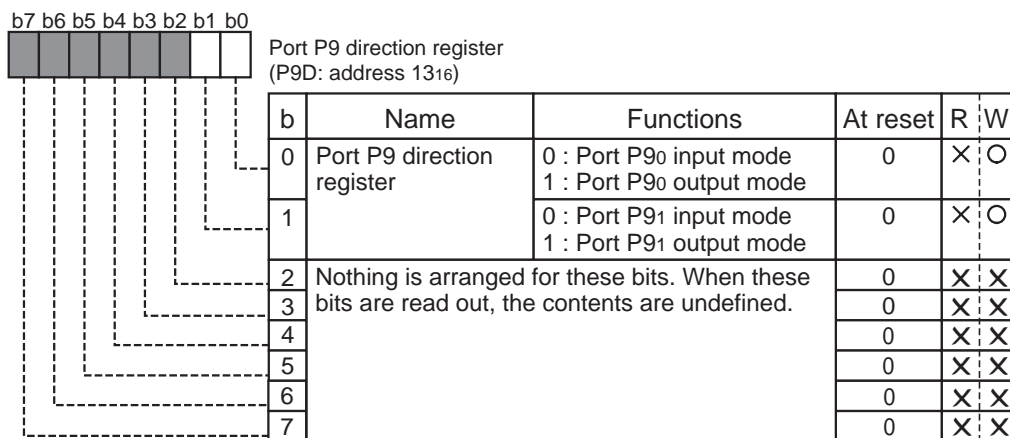 b7 b6 b5 b4 b3 b2 b1 b0
Port P9 direction register
(P9D: address 13₁₆)
b Name Functions At reset R W
0 Port P9 direction register 0 : Port P9₀ input mode 0 × ○
1 : Port P9₀ output mode
1 0 : Port P9₁ input mode 0 × ○
1 : Port P9₁ output mode
2 Nothing is arranged for these bits. When these 0 × ×
3 bits are read out, the contents are undefined. 0 × ×
4 0 × ×
5 0 × ×
6 0 × ×
7 0 × ×